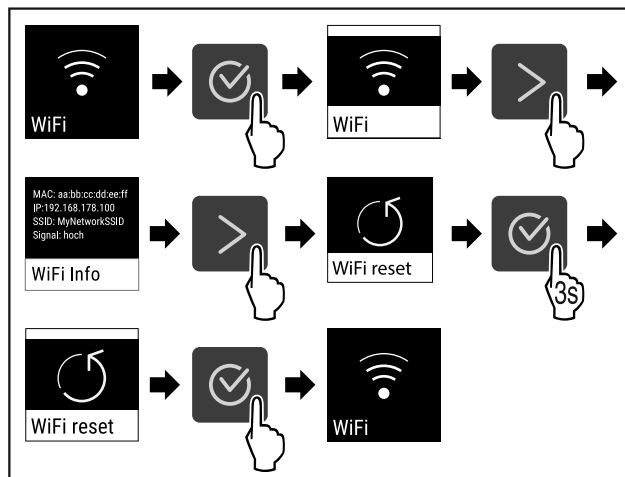 WiFi
WiFi
MAC: aa:bb:cc:dd:ee:ff
IP:192.168.178.100
SSID: MyNetworkSSID
Signal: hoch
WiFi Info
WiFi reset
3s
WiFi reset
WiFi